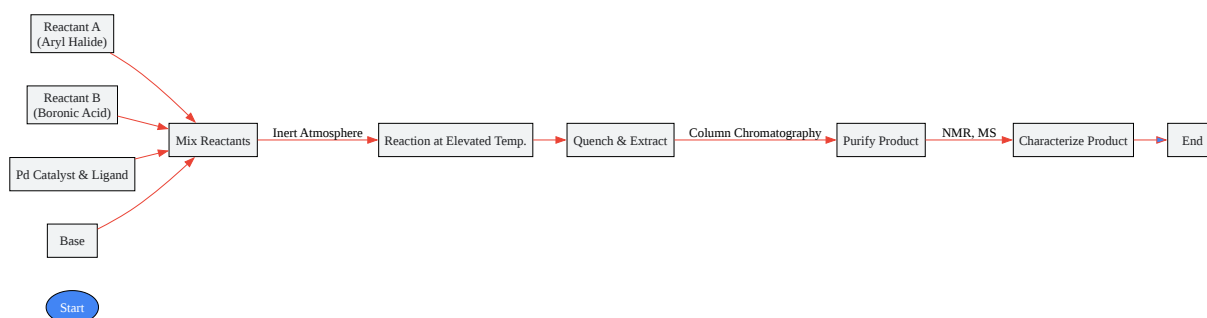 Reactant A
(Aryl Halide)
Reactant B
(Boronic Acid)
Pd Catalyst & Ligand
Base
Start
Mix Reactants
Inert Atmosphere
Reaction at Elevated Temp.
Quench & Extract
Column Chromatography
Purify Product
NMR, MS
Characterize Product
End